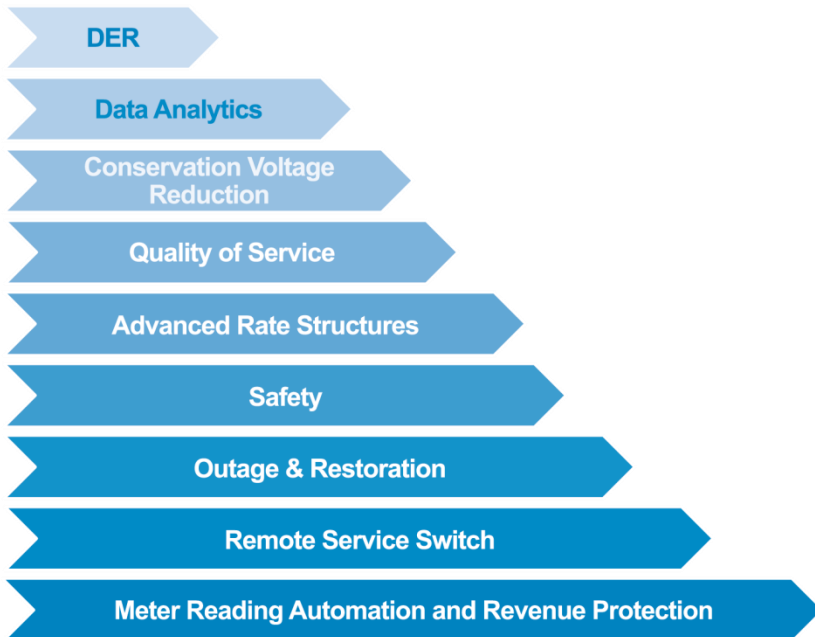 DER
Data Analytics
Conservation Voltage
Reduction
Quality of Service
Advanced Rate Structures
Safety
Outage & Restoration
Remote Service Switch
Meter Reading Automation and Revenue Protection